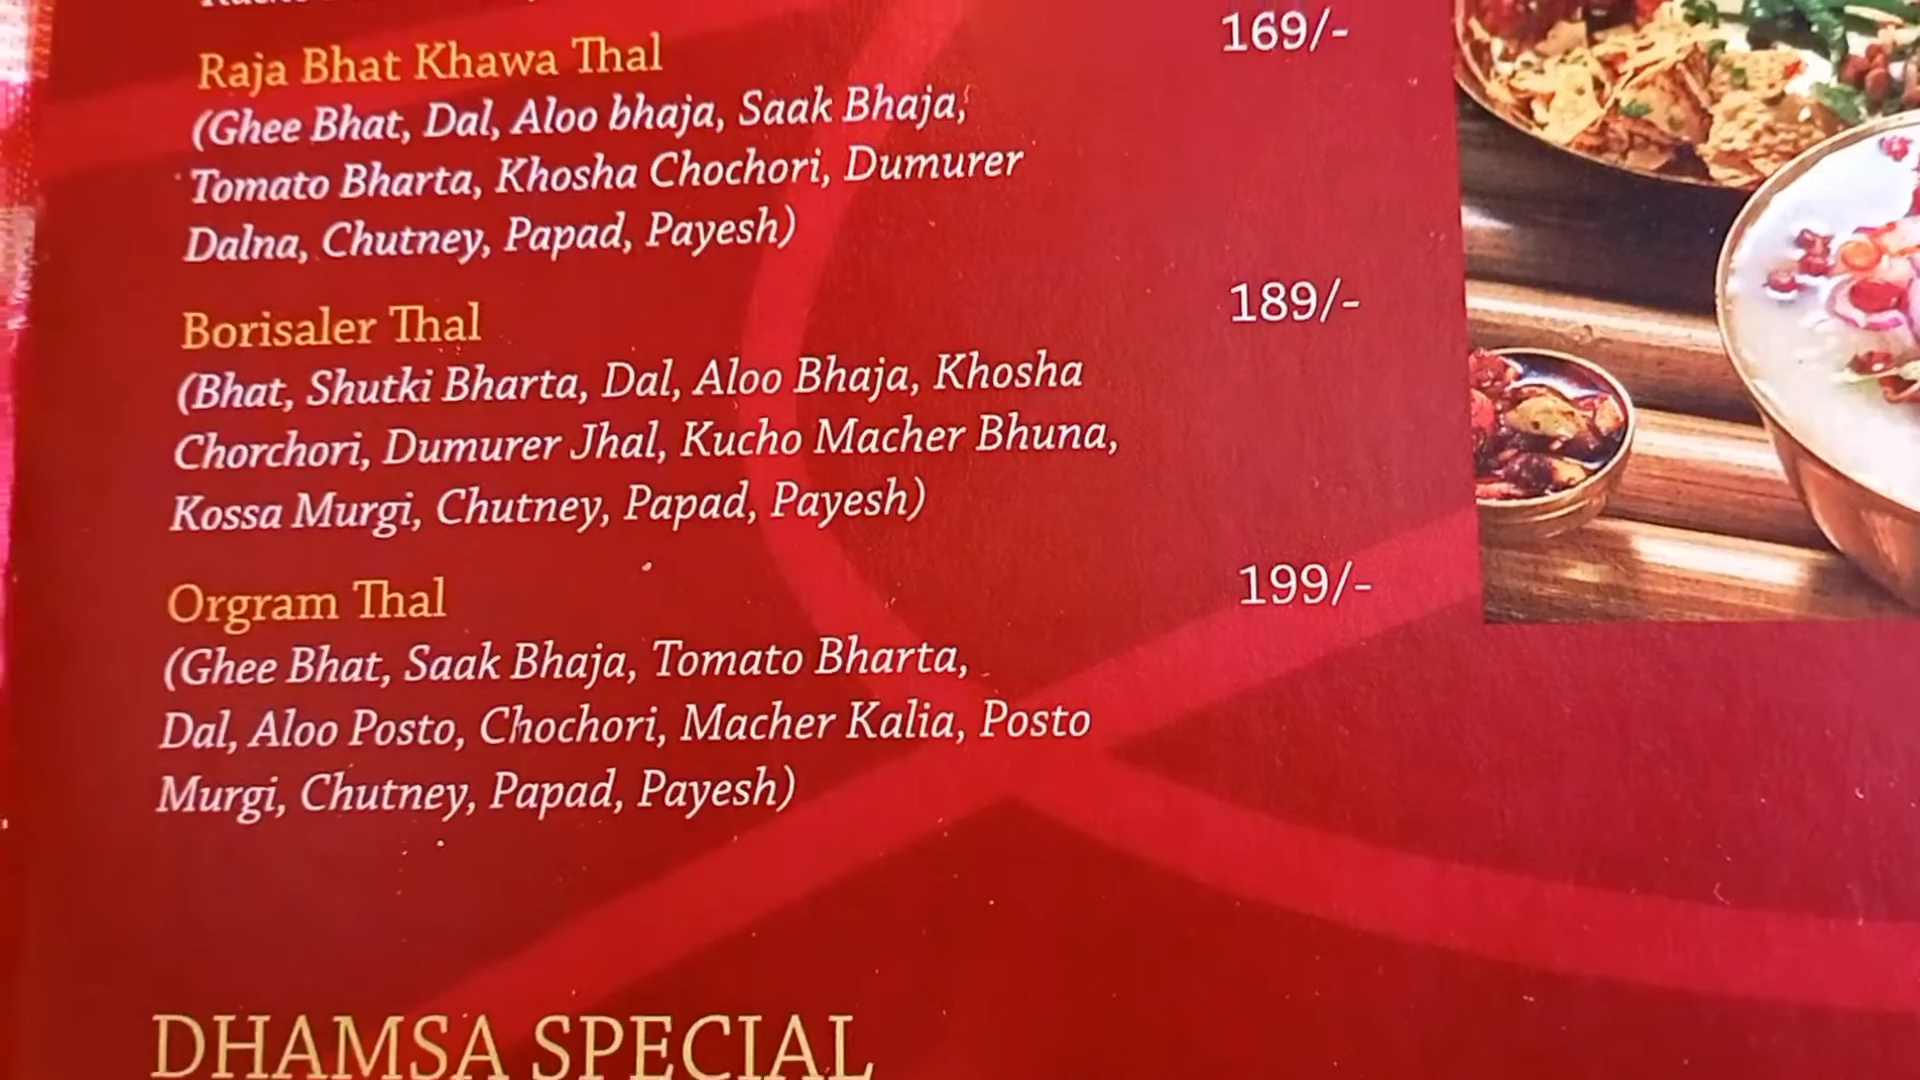 Raja Bhat Khawa Thal 169/-
(Ghee Bhat, Dal, Aloo bhaja, Saak Bhaja,
Tomato Bharta, Khosha Chochori, Dumurer
Dalna, Chutney, Papad, Payesh)
Borisaler Thal 189/-
(Bhat, Shutki Bharta, Dal, Aloo Bhaja, Khosha
Chorchori, Dumurer Jhal, Kucho Macher Bhuna,
Kossa Murgi, Chutney, Papad, Payesh)
Orgram Thal 199/-
(Ghee Bhat, Saak Bhaja, Tomato Bharta,
Dal, Aloo Posto, Chochori, Macher Kalia, Posto
Murgi, Chutney, Papad, Payesh)
DHAMSA SPECIAL